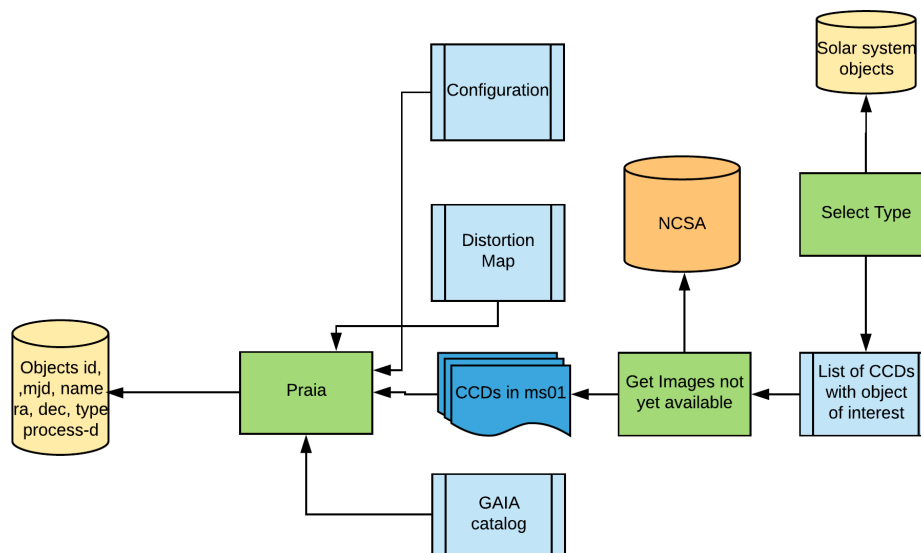 Solar system
objects
Configuration
Select Type
NCSA
Distortion
Map
Objects id,
,mjd, name
ra, dec, type
process-d
Praia
CCDs in ms01
Get Images not
yet available
List of CCDs
with object
of interest
GAIA
catalog